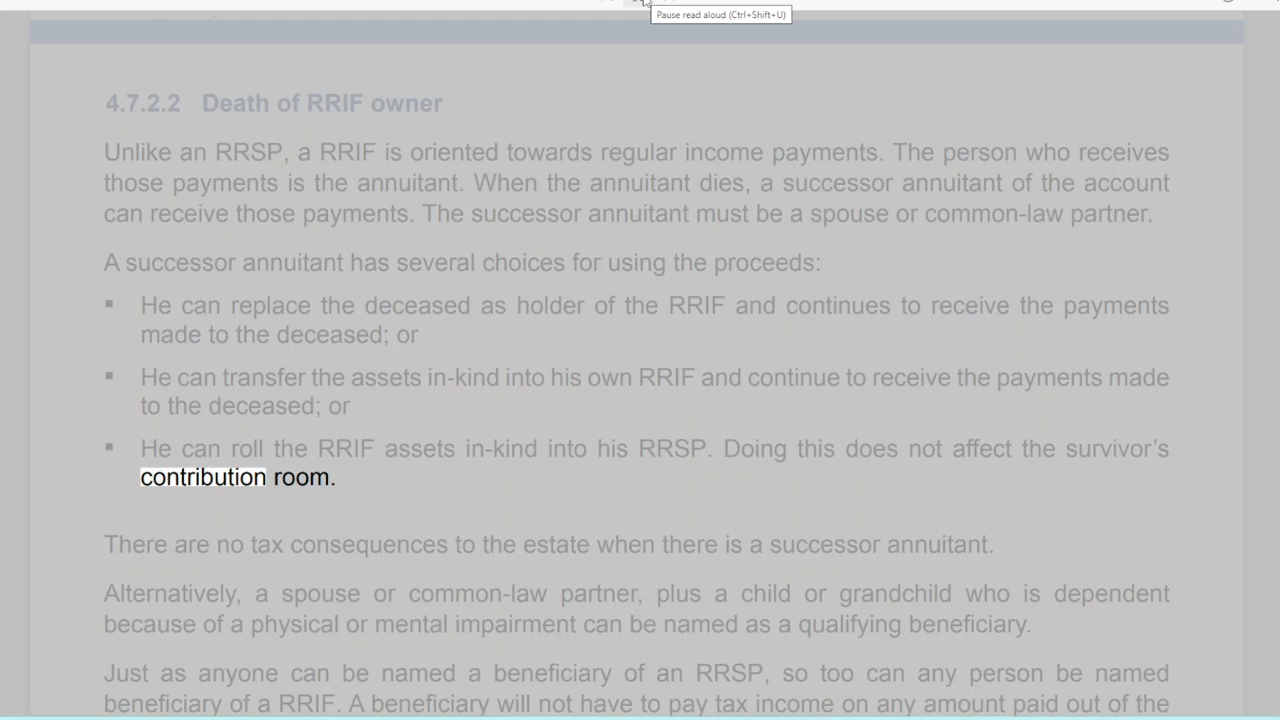 Pause read aloud (Ctrl+Shift+U)
4.7.2.2 Death of RRIF owner
Unlike an RRSP, a RRIF is oriented towards regular income payments. The person who receives
those payments is the annuitant. When the annuitant dies, a successor annuitant of the account
can receive those payments. The successor annuitant must be a spouse or common-law partner.
A successor annuitant has several choices for using the proceeds:
▪ He can replace the deceased as holder of the RRIF and continues to receive the payments
made to the deceased; or
▪ He can transfer the assets in-kind into his own RRIF and continue to receive the payments made
to the deceased; or
▪ He can roll the RRIF assets in-kind into his RRSP. Doing this does not affect the survivor’s
contribution room.
There are no tax consequences to the estate when there is a successor annuitant.
Alternatively, a spouse or common-law partner, plus a child or grandchild who is dependent
because of a physical or mental impairment can be named as a qualifying beneficiary.
Just as anyone can be named a beneficiary of an RRSP, so too can any person be named
beneficiary of a RRIF. A beneficiary will not have to pay tax income on any amount paid out of the